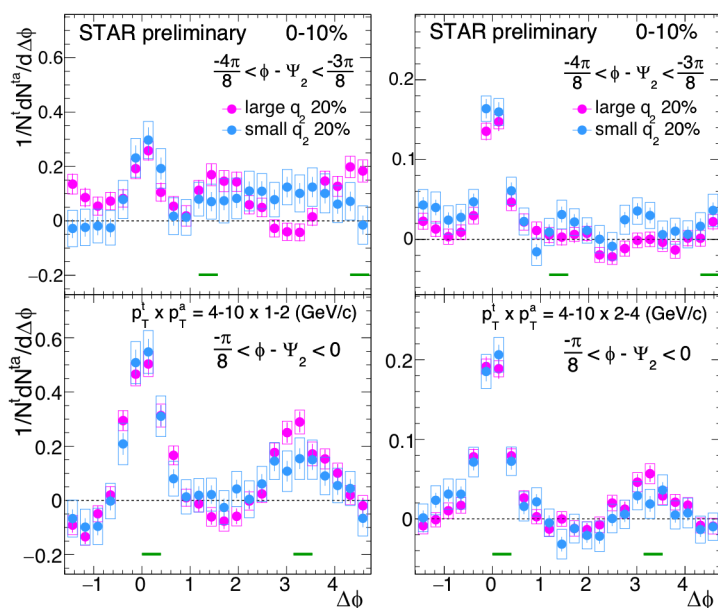 STAR preliminary 0-10%
-4π/8 < ϕ - Ψ₂ < -3π/8
large q₂ 20%
small q₂ 20%
1/Nᵗ dNᵗᵃ/dΔϕ
0.6
0.4
0.2
0
−0.2
STAR preliminary 0-10%
-4π/8 < ϕ - Ψ₂ < -3π/8
large q₂ 20%
small q₂ 20%
0.2
0.1
0
p_T^t x p_T^a = 4-10 x 1-2 (GeV/c)
-π/8 < ϕ - Ψ₂ < 0
1/Nᵗ dNᵗᵃ/dΔϕ
0.6
0.4
0.2
0
−0.2
−1 0 1 2 3 4
Δϕ
p_T^t x p_T^a = 4-10 x 2-4 (GeV/c)
-π/8 < ϕ - Ψ₂ < 0
0.2
0.1
0
−1 0 1 2 3 4
Δϕ